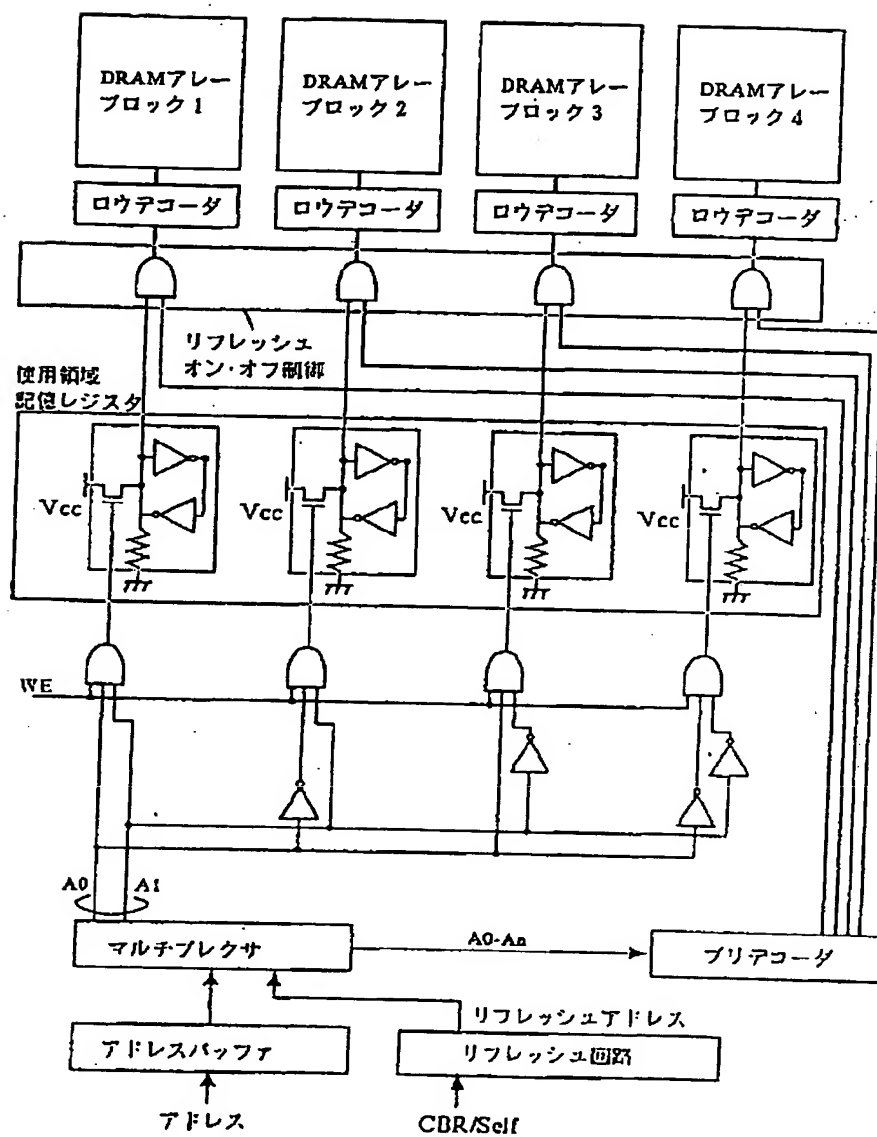 DRAMアレー
ブロック1
DRAMアレー
ブロック2
DRAMアレー
ブロック3
DRAMアレー
ブロック4
ロウデコーダ
ロウデコーダ
ロウデコーダ
ロウデコーダ
リフレッシュ
オン・オフ制御
使用領域
記憶レジスタ
Vcc
Vcc
Vcc
Vcc
WE
A0
A1
マルチプレクサ
A0-An
プリデコーダ
アドレスバッファ
リフレッシュアドレス
リフレッシュ回路
アドレス
CBR/Self